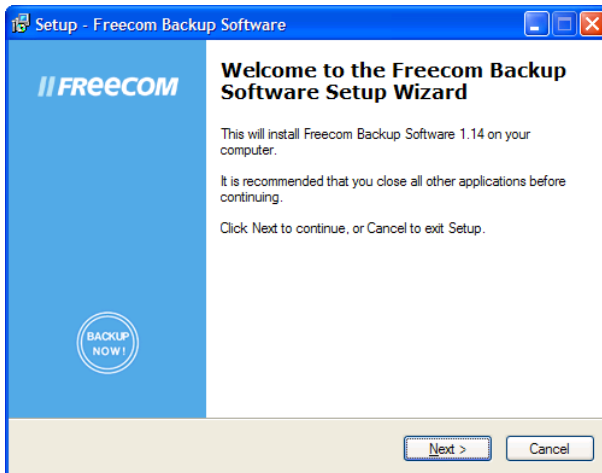 Setup - Freecom Backup Software
FREECOM
Welcome to the Freecom Backup
Software Setup Wizard
This will install Freecom Backup Software 1.14 on your
computer.
It is recommended that you close all other applications before
continuing.
Click Next to continue, or Cancel to exit Setup.
BACKUP
NOW!
Next >
Cancel